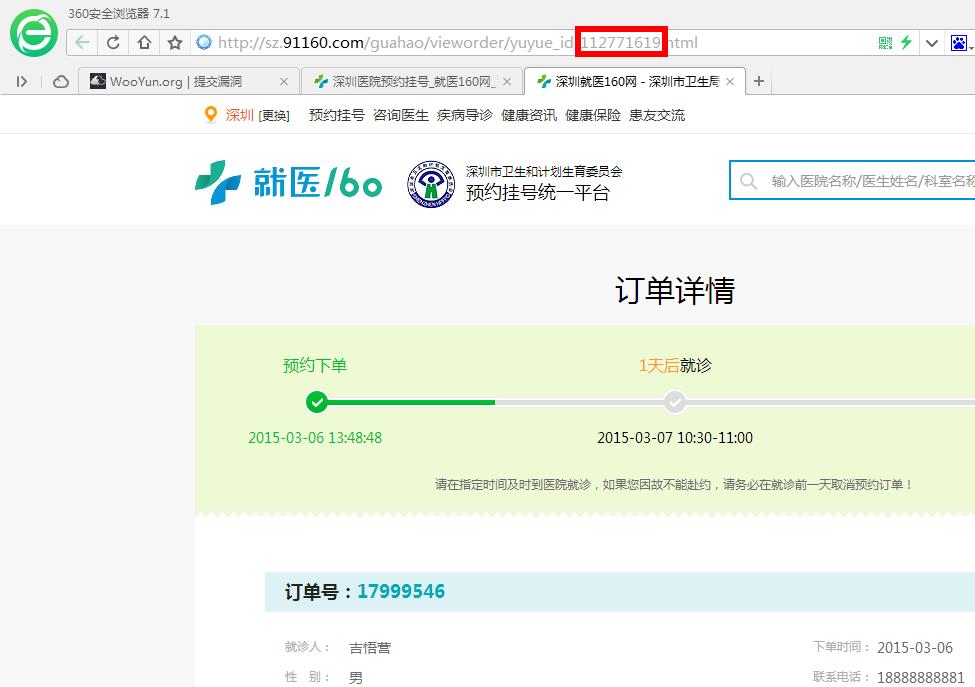 360安全浏览器 7.1
http://sz.91160.com/guahao/vieworder/yuyue_id 112771619 html
WooYun.org | 提交漏洞
深圳医院预约挂号_就医160网_
深圳就医160网 - 深圳市卫生局
深圳 [更换] 预约挂号 咨询医生 疾病导诊 健康资讯 健康保险 惠友交流
就医160
深圳市卫生和计划生育委员会
预约挂号统一平台
输入医院名称/医生姓名/科室名称
订单详情
预约下单
1天后就诊
2015-03-06 13:48:48
2015-03-07 10:30-11:00
请在指定时间及时到医院就诊，如果您因故不能赴约，请务必在就诊前一天取消预约订单！
订单号：17999546
就诊人： 吉悟营
下单时间： 2015-03-06
性 别： 男
联系电话： 18888888881